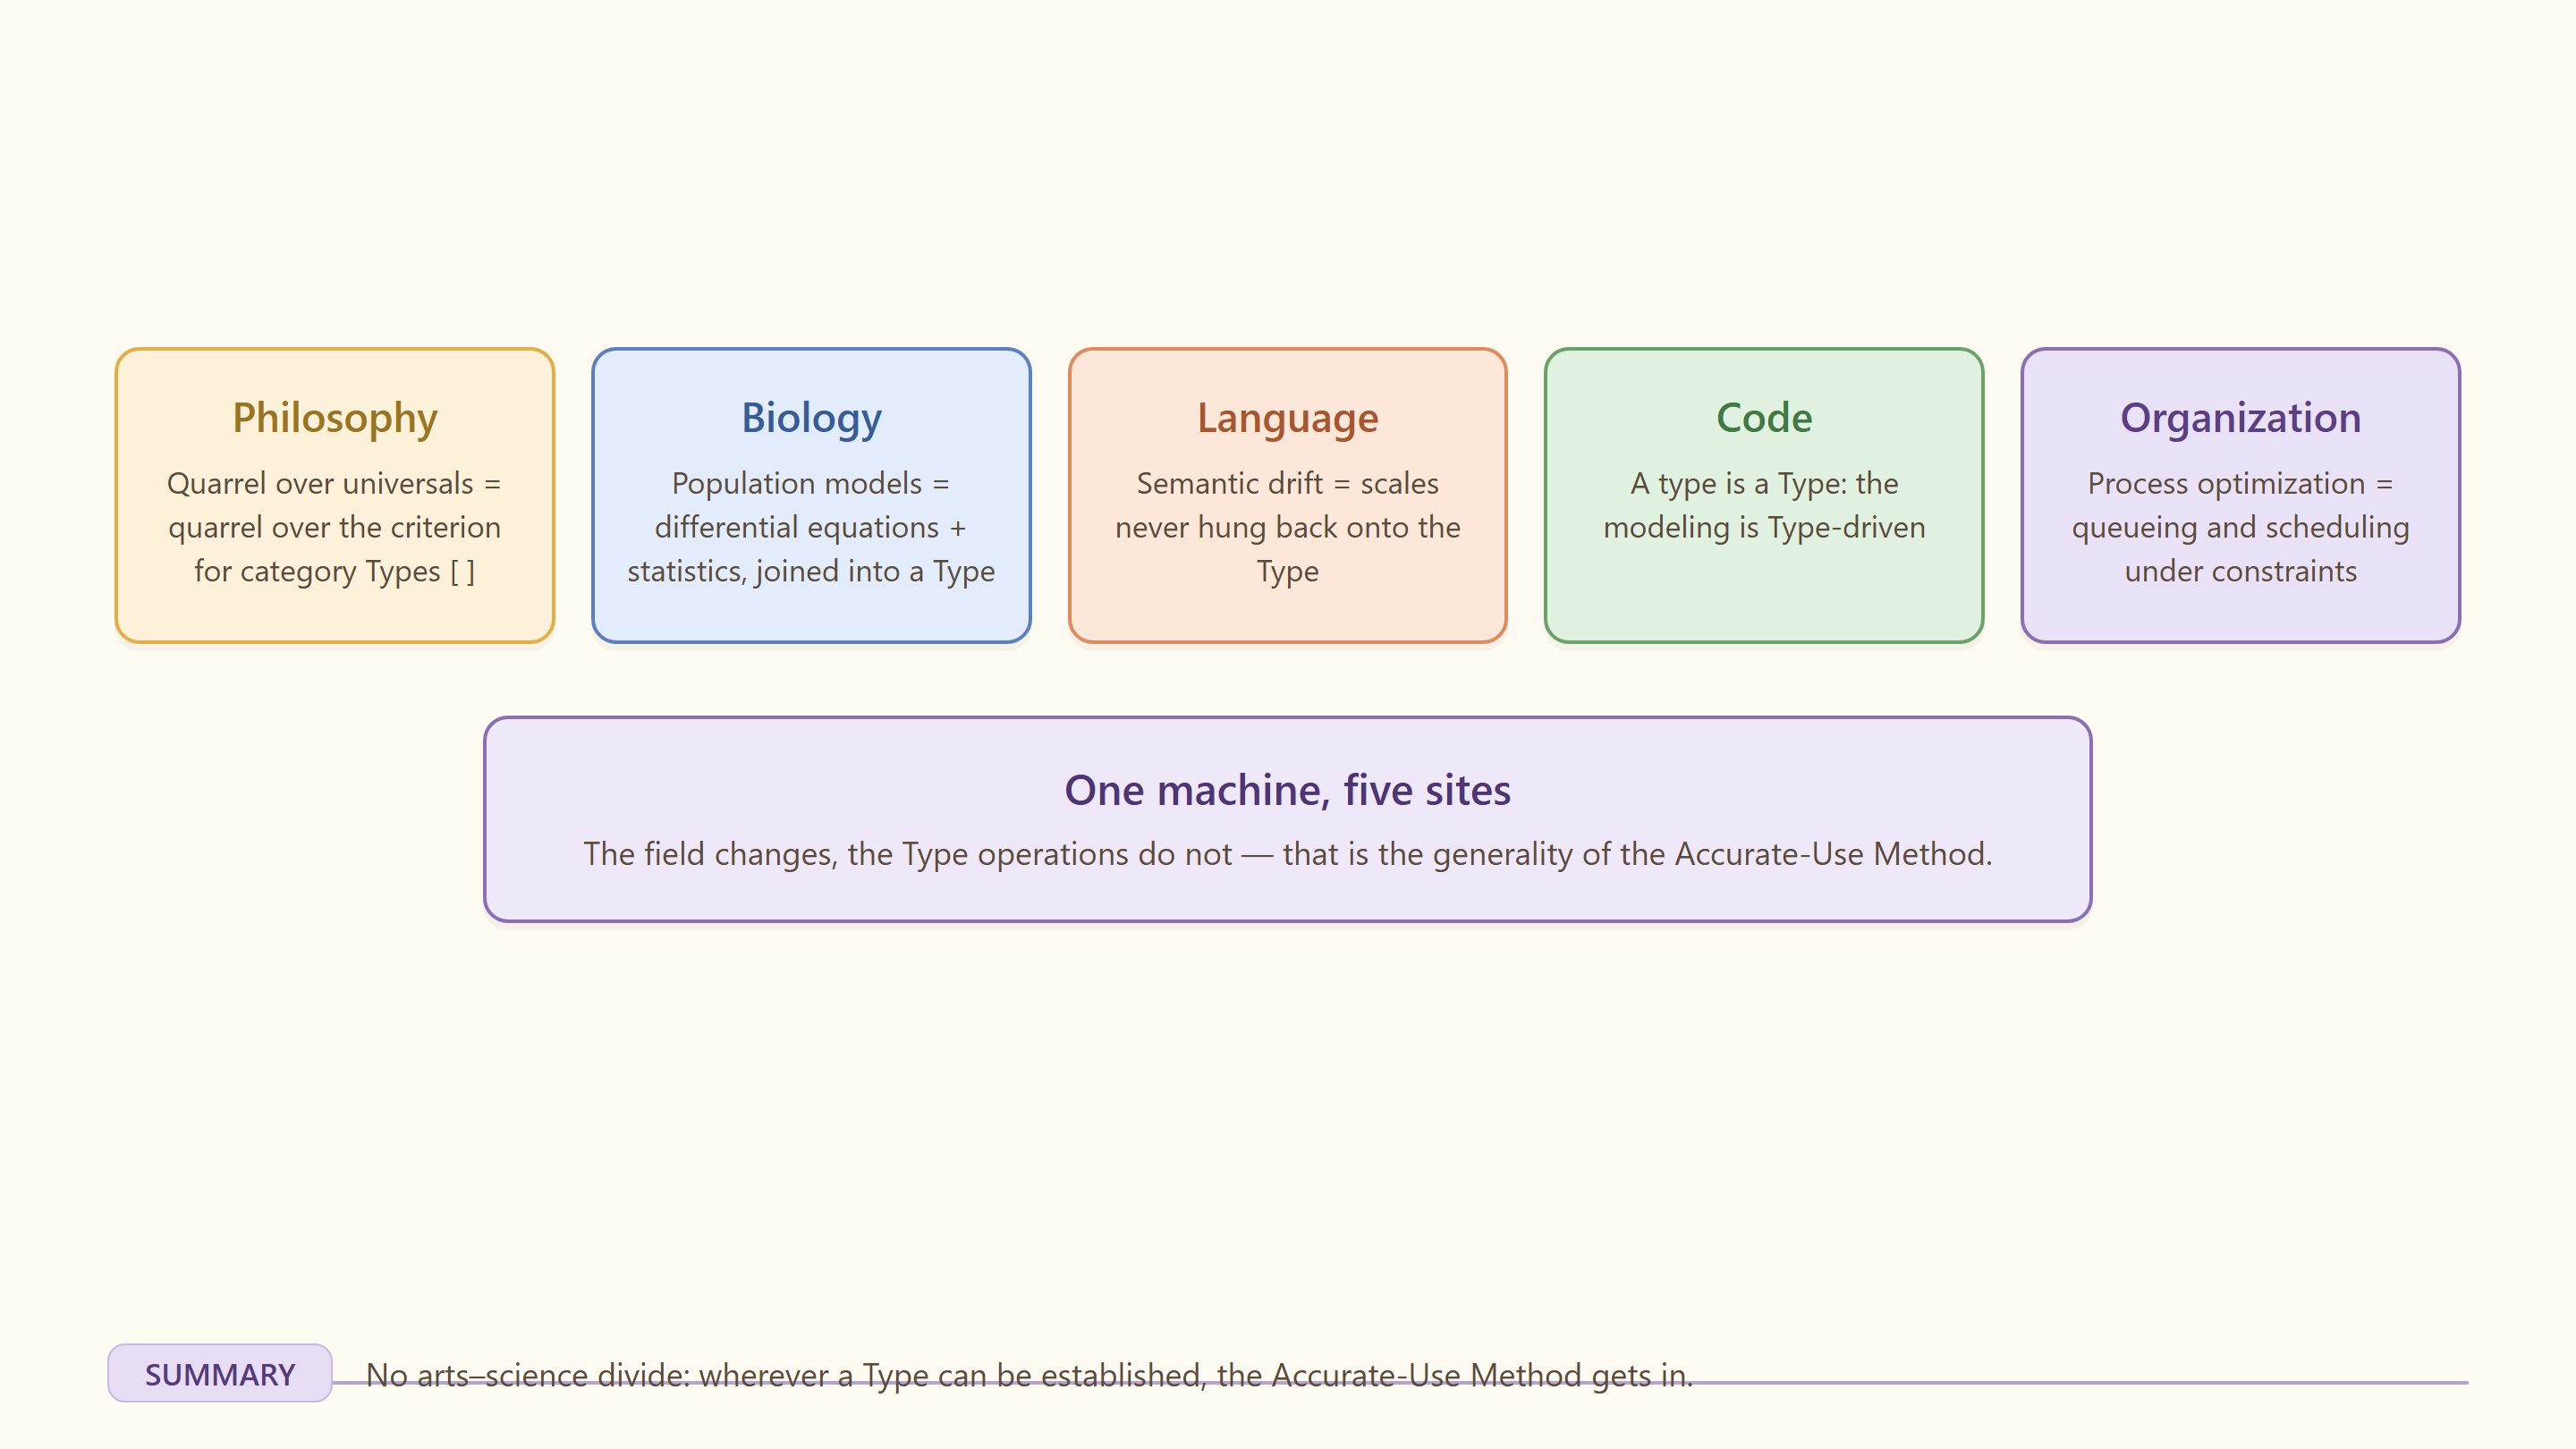 Philosophy
Quarrel over universals =
quarrel over the criterion
for category Types [ ]
Biology
Population models =
differential equations +
statistics, joined into a Type
Language
Semantic drift = scales
never hung back onto the
Type
Code
A type is a Type: the
modeling is Type-driven
Organization
Process optimization =
queueing and scheduling
under constraints
One machine, five sites
The field changes, the Type operations do not — that is the generality of the Accurate-Use Method.
SUMMARY
No arts–science divide: wherever a Type can be established, the Accurate-Use Method gets in.